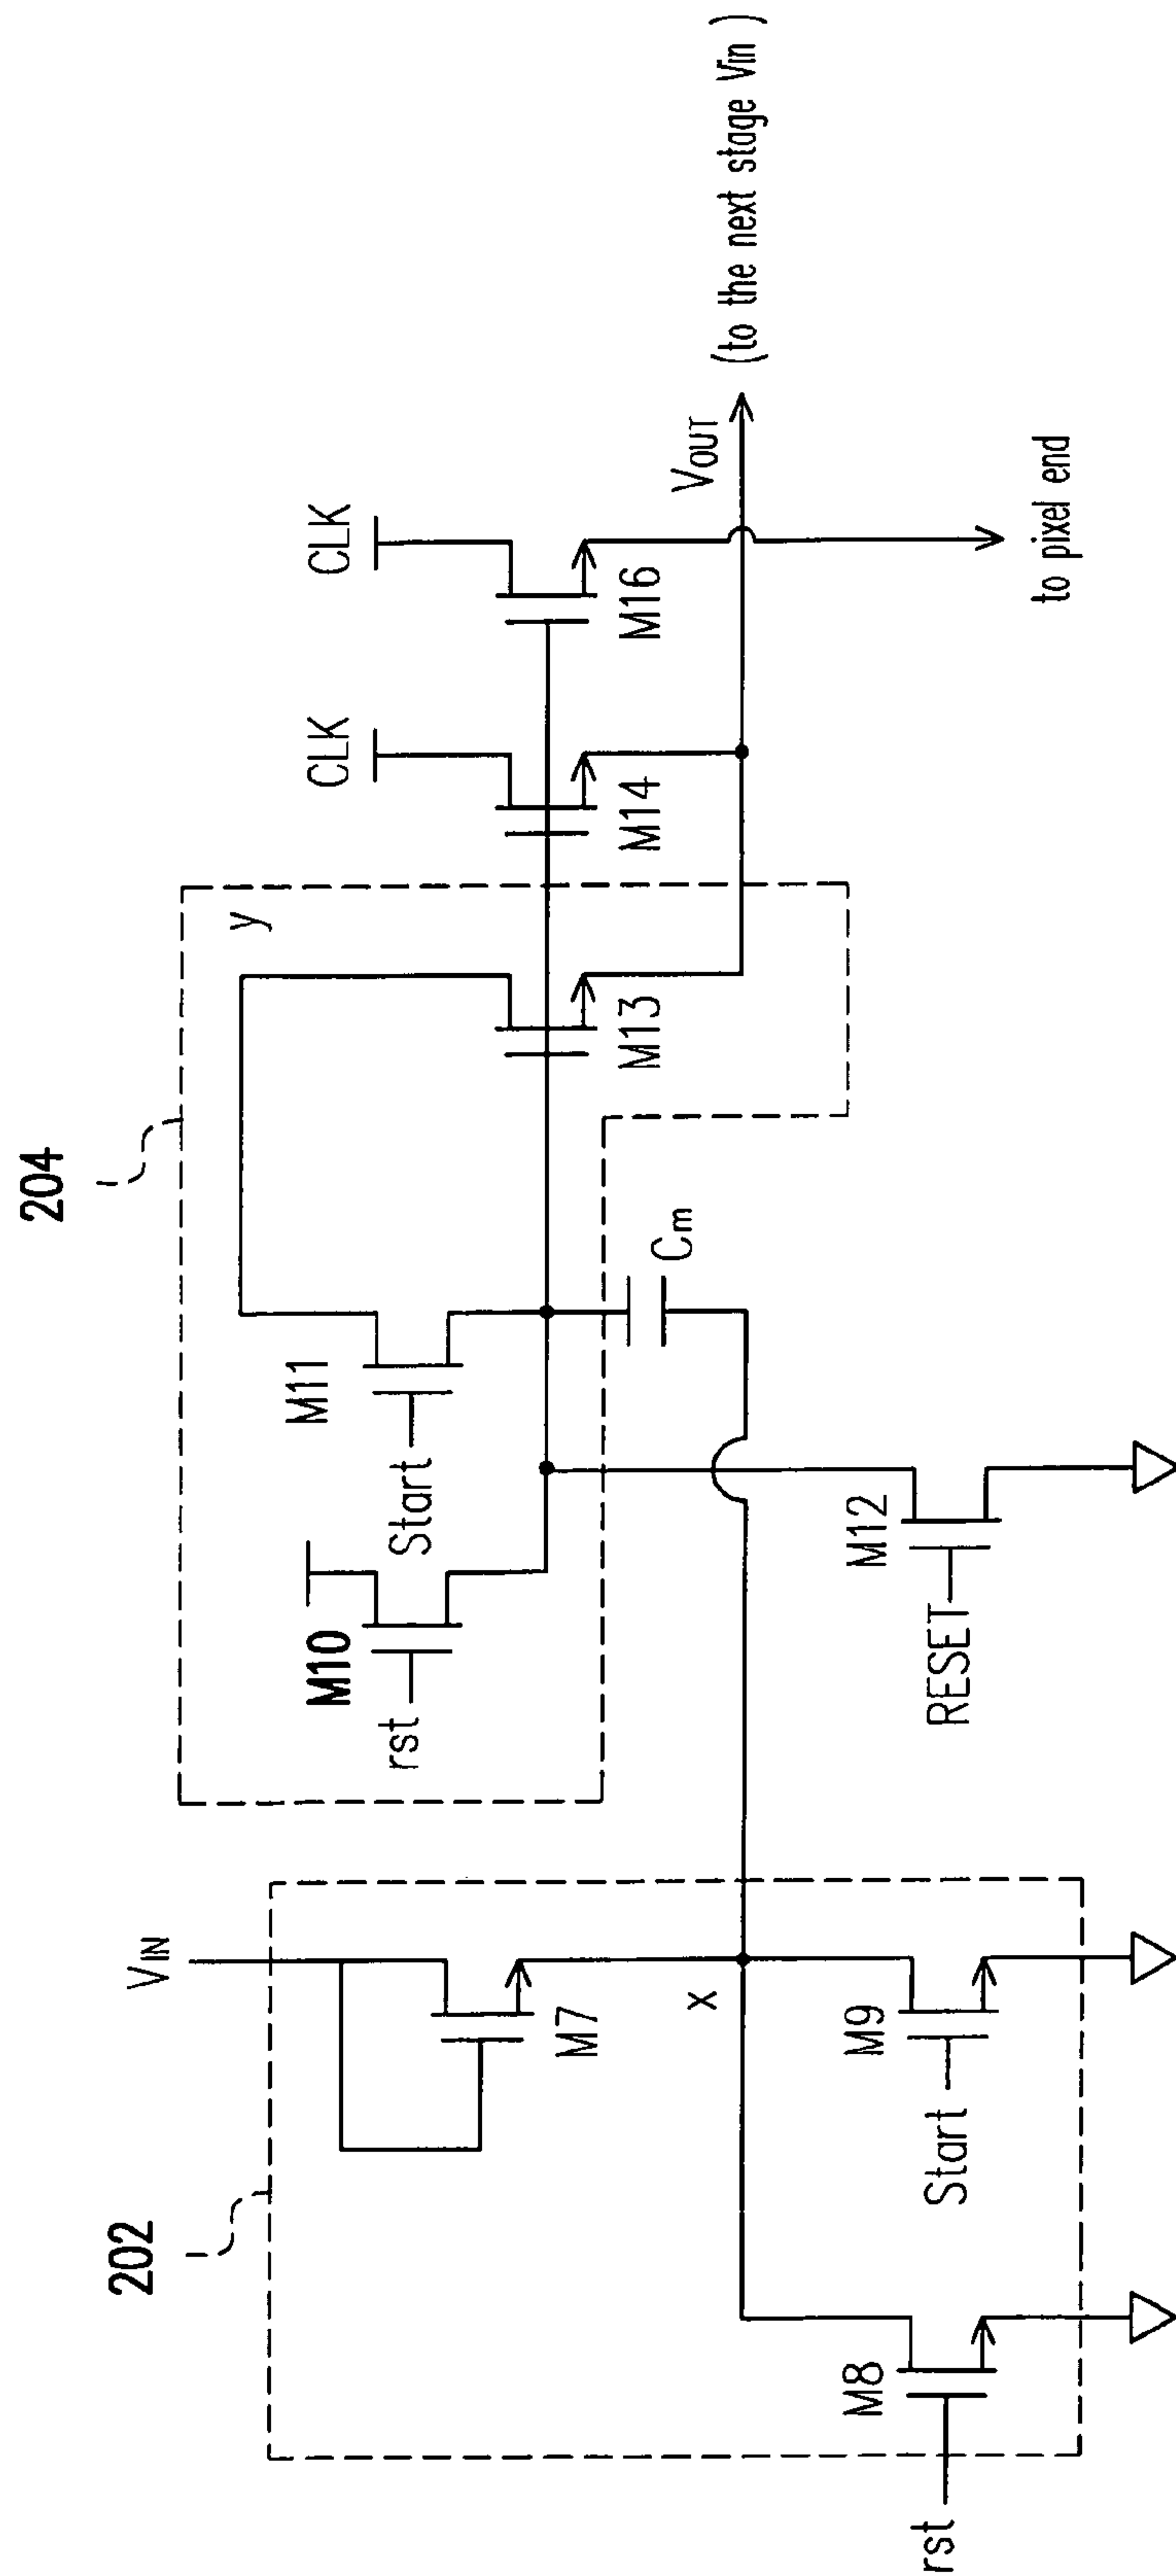 202
204
VIN
M7
x
M8
rst
M9
Start
M10
rst
M11
Start
Cm
M12
RESET
y
M13
M14
CLK
M16
CLK
VOUT
(to the next stage Vin )
to pixel end